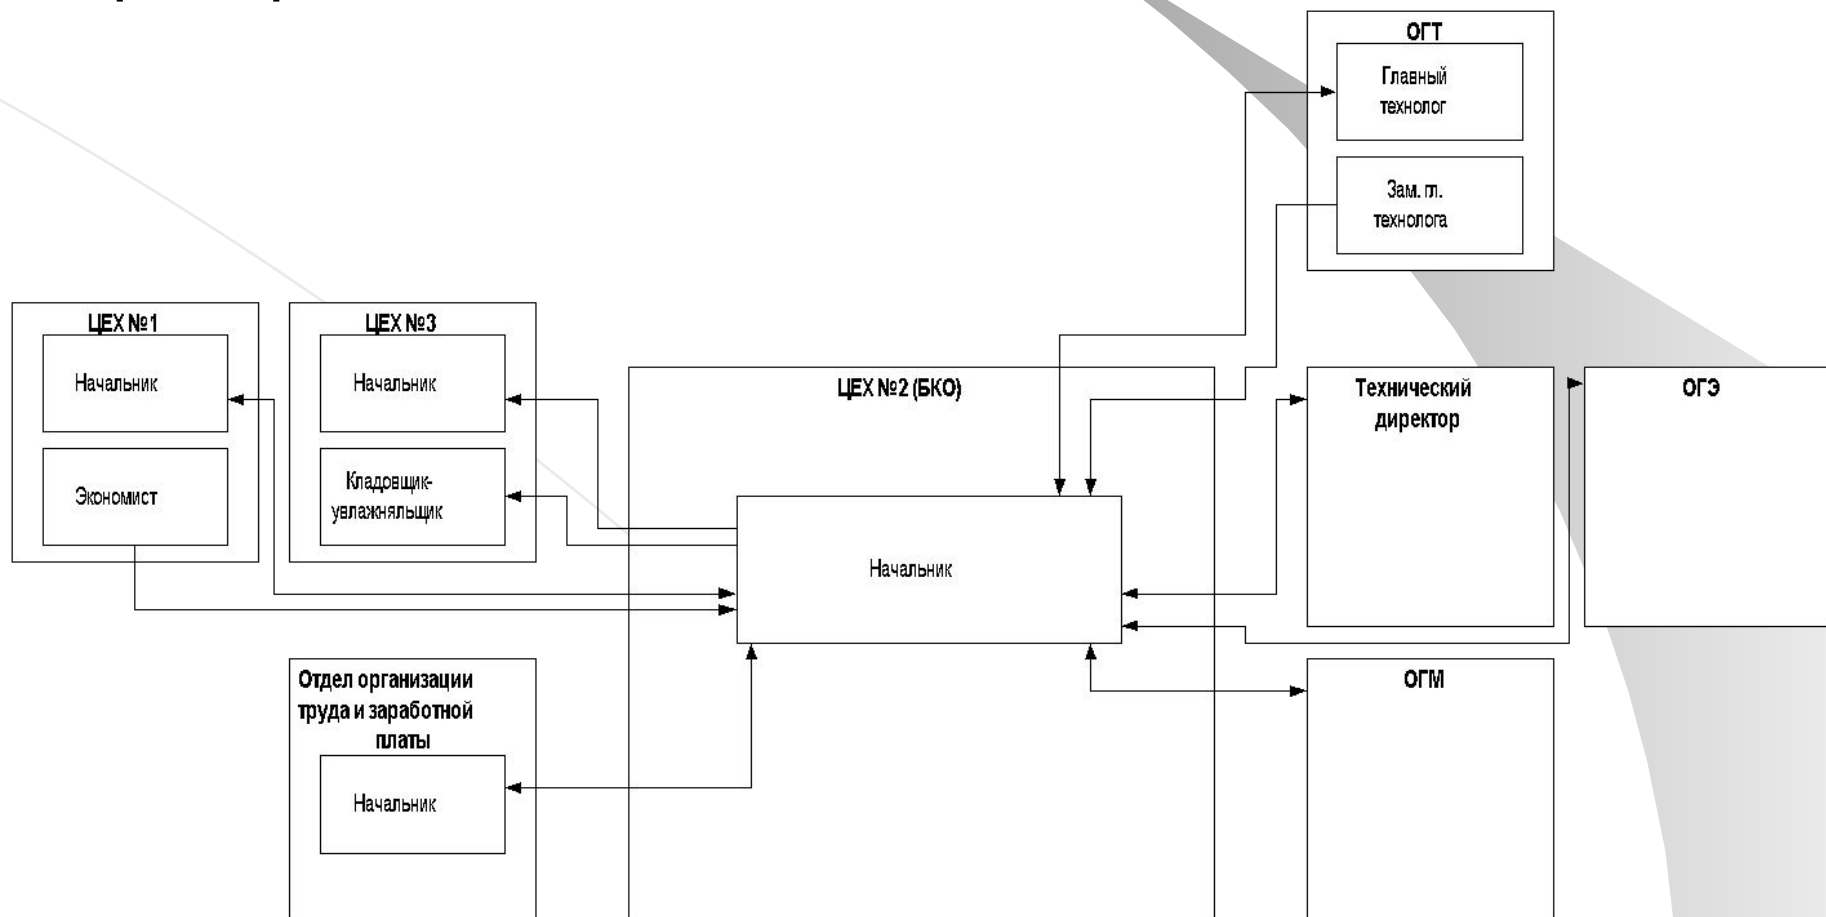 ОГТ
Главный
технолог
Зам. гл.
технолога
ЦЕХ №1
Начальник
Экономист
ЦЕХ №3
Начальник
Кладовщик-
увлажняльщик
ЦЕХ №2 (БКО)
Начальник
Технический
директор
ОГЭ
Отдел организации
труда и заработной
платы
Начальник
ОГМ